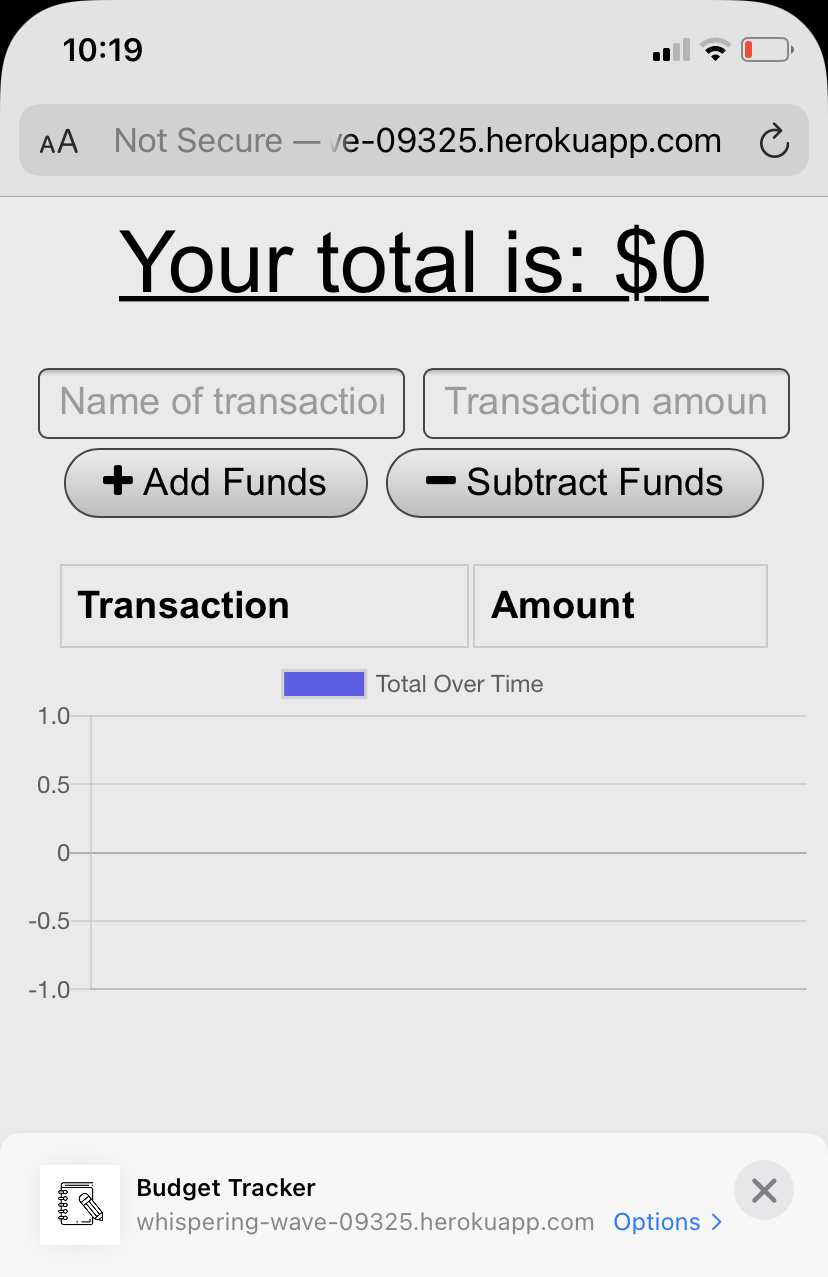 10:19
AA Not Secure — ve-09325.herokuapp.com
Your total is: $0
Name of transaction Transaction amoun
Add Funds Subtract Funds
Transaction Amount
Total Over Time
1.0
0.5
0
-0.5
-1.0
Budget Tracker
whispering-wave-09325.herokuapp.com Options